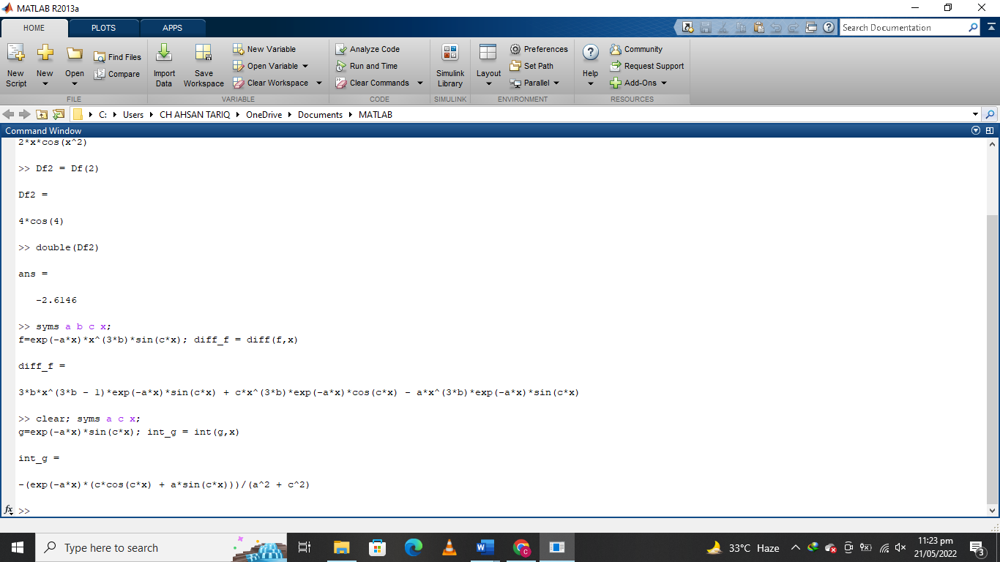 MATLAB R2013a
HOME PLOTS APPS
Search Documentation
New Script
New
Open
Find Files
Compare
Import Data
Save Workspace
New Variable
Open Variable
Clear Workspace
Analyze Code
Run and Time
Clear Commands
Simulink Library
Layout
Preferences
Set Path
Parallel
Help
Community
Request Support
Add-Ons
FILE VARIABLE CODE SIMULINK ENVIRONMENT RESOURCES
C: Users CH AHSAN TARIQ OneDrive Documents MATLAB
Command Window
2*x*cos(x^2)
>> Df2 = Df(2)
Df2 =
4*cos(4)
>> double(Df2)
ans =
-2.6146
>> syms a b c x;
f=exp(-a*x)*x^(3*b)*sin(c*x); diff_f = diff(f,x)
diff_f =
3*b*x^(3*b - 1)*exp(-a*x)*sin(c*x) + c*x^(3*b)*exp(-a*x)*cos(c*x) - a*x^(3*b)*exp(-a*x)*sin(c*x)
>> clear; syms a c x;
g=exp(-a*x)*sin(c*x); int_g = int(g,x)
int_g =
-(exp(-a*x)*(c*cos(c*x) + a*sin(c*x)))/(a^2 + c^2)
fx >>
Type here to search
33°C Haze
11:23 pm
21/05/2022
3